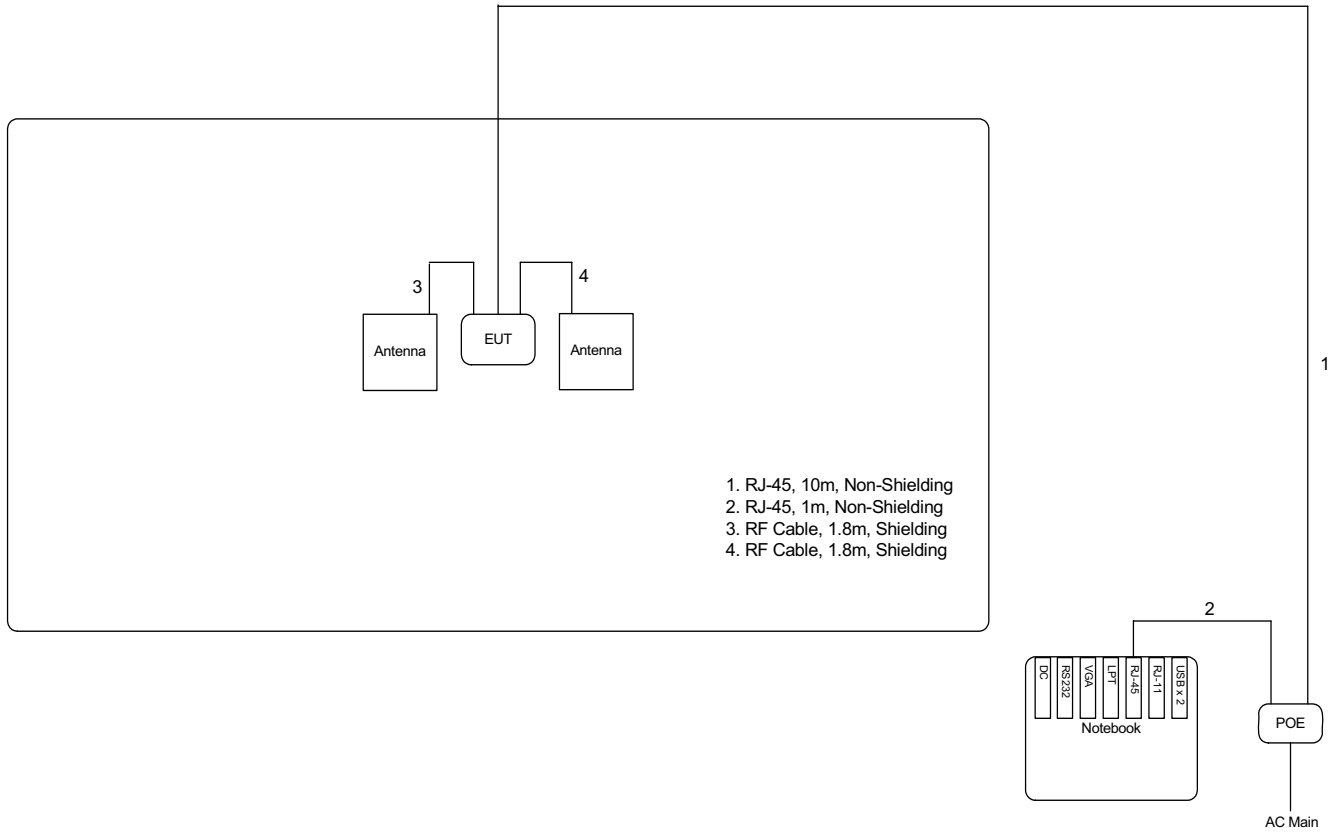 1
3
4
Antenna
EUT
Antenna
1. RJ-45, 10m, Non-Shielding
2. RJ-45, 1m, Non-Shielding
3. RF Cable, 1.8m, Shielding
4. RF Cable, 1.8m, Shielding
2
DC
RS232
VGA
LPT
RJ-45
RJ-11
USB x 2
Notebook
POE
AC Main